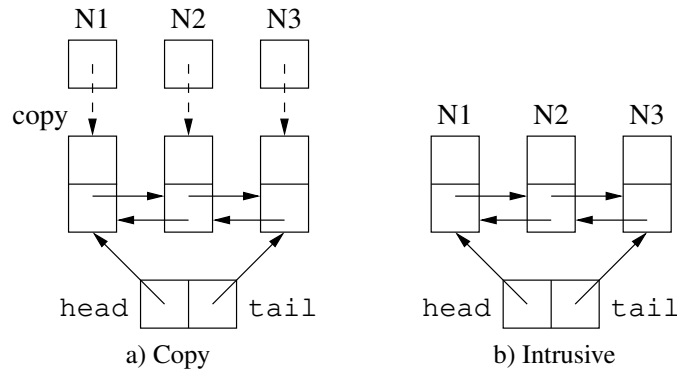 N1 N2 N3
copy
N1 N2 N3
head tail
head tail
a) Copy
b) Intrusive